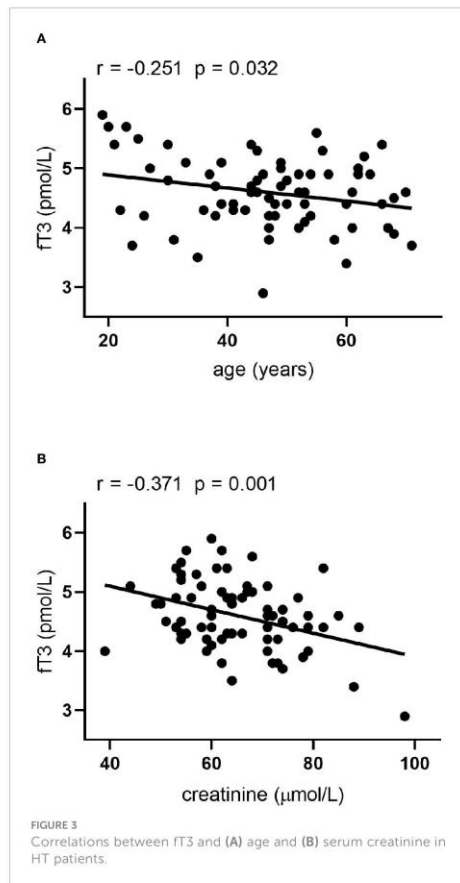 A
r = -0.251 p = 0.032
6
5
4
3
fT3 (pmol/L)
20 40 60
age (years)
B
r = -0.371 p = 0.001
6
5
4
3
fT3 (pmol/L)
40 60 80 100
creatinine (μmol/L)
FIGURE 3
Correlations between fT3 and (A) age and (B) serum creatinine in
HT patients.